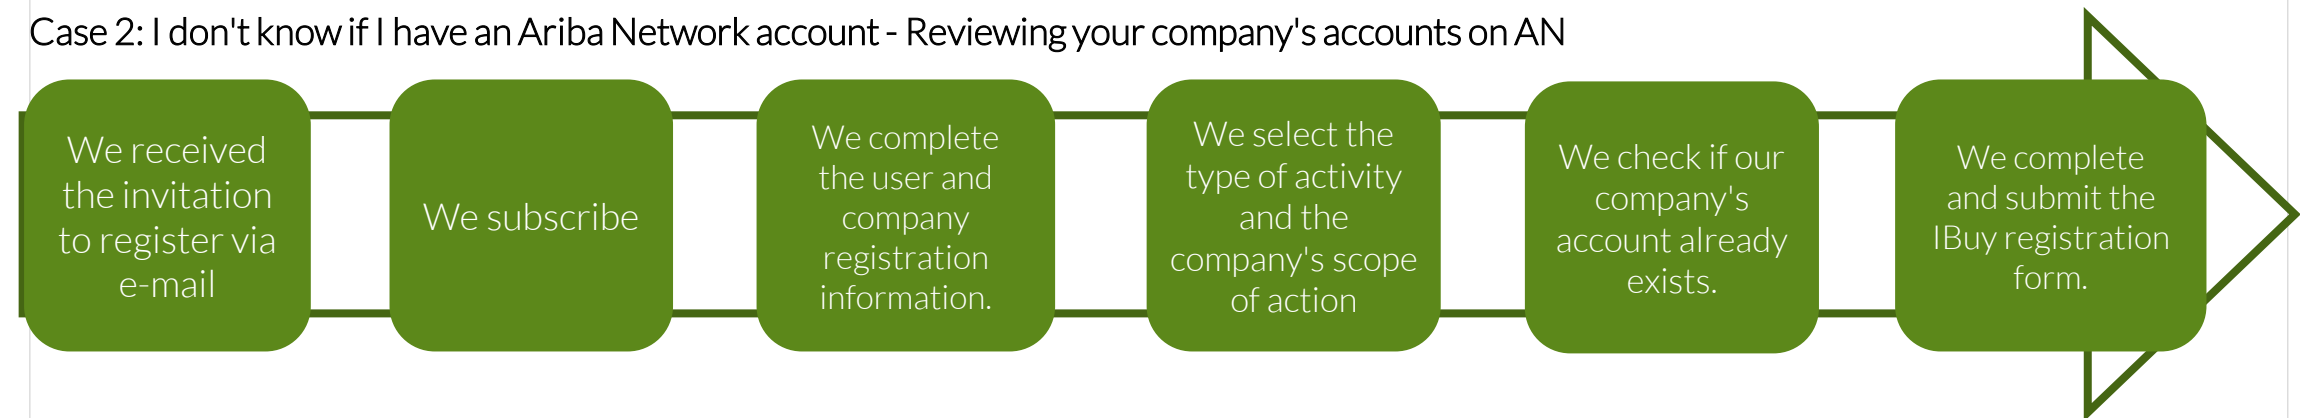 Case 2: I don't know if I have an Ariba Network account - Reviewing your company's accounts on AN
We received
the invitation
to register via
e-mail
We subscribe
We complete
the user and
company
registration
information.
We select the
type of activity
and the
company's scope
of action
We check if our
company's
account already
exists.
We complete
and submit the
IBuy registration
form.